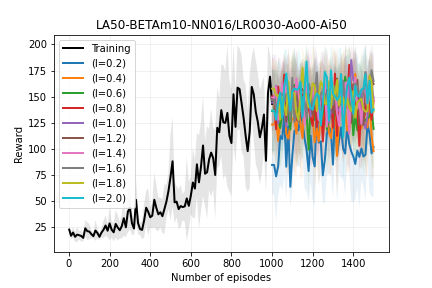 LA50-BETAm10-NN016/LR0030-Ao00-Ai50
200
175
150
125
100
75
50
25
Reward
Training
(l=0.2)
(l=0.4)
(l=0.6)
(l=0.8)
(l=1.0)
(l=1.2)
(l=1.4)
(l=1.6)
(l=1.8)
(l=2.0)
0 200 400 600 800 1000 1200 1400
Number of episodes